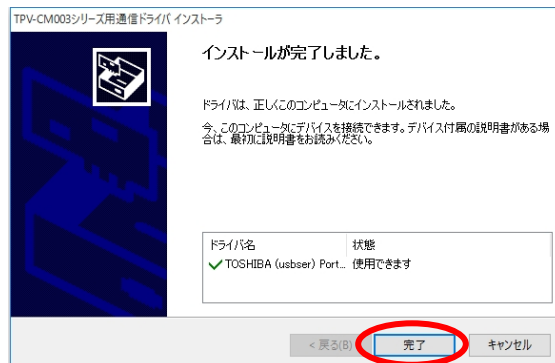 TPV-CM003シリーズ用通信ドライバ インストーラ
インストールが完了しました。
ドライバは、正しくこのコンピュータにインストールされました。
今、このコンピュータにデバイスを接続できます。デバイス付属の説明書がある場
合は、最初に説明書をお読みください。
ドライバ名 状態
TOSHIBA (usbser) Port... 使用できます
< 戻る(B) 完了 キャンセル